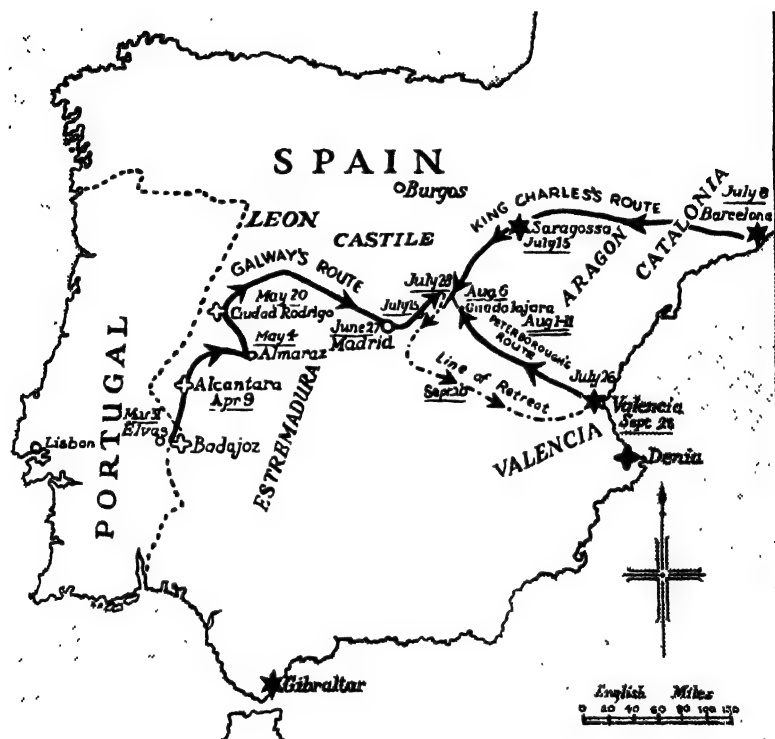 SPAIN
Burgos
LEON
CASTILE
KING CHARLES'S ROUTE
Saragossa
July 15
ARAGON
CATALONIA
July 8
Barcelona
GALWAY'S ROUTE
May 20
Ciudad Rodrigo
May 4
Almaraz
June 27
Madrid
July 15
July 28
Aug 6
Guadalajara
Aug 1-11
PETERBOROUGH'S
ROUTE
July 26
Valencia
Sept 28
Line of Retreat
VALENCIA
Denia
PORTUGAL
Alcantara
Apr 9
Elvas
Badajoz
Lisbon
ESTREMADURA
Gibraltar
English Miles
0 20 40 60 80 100 150